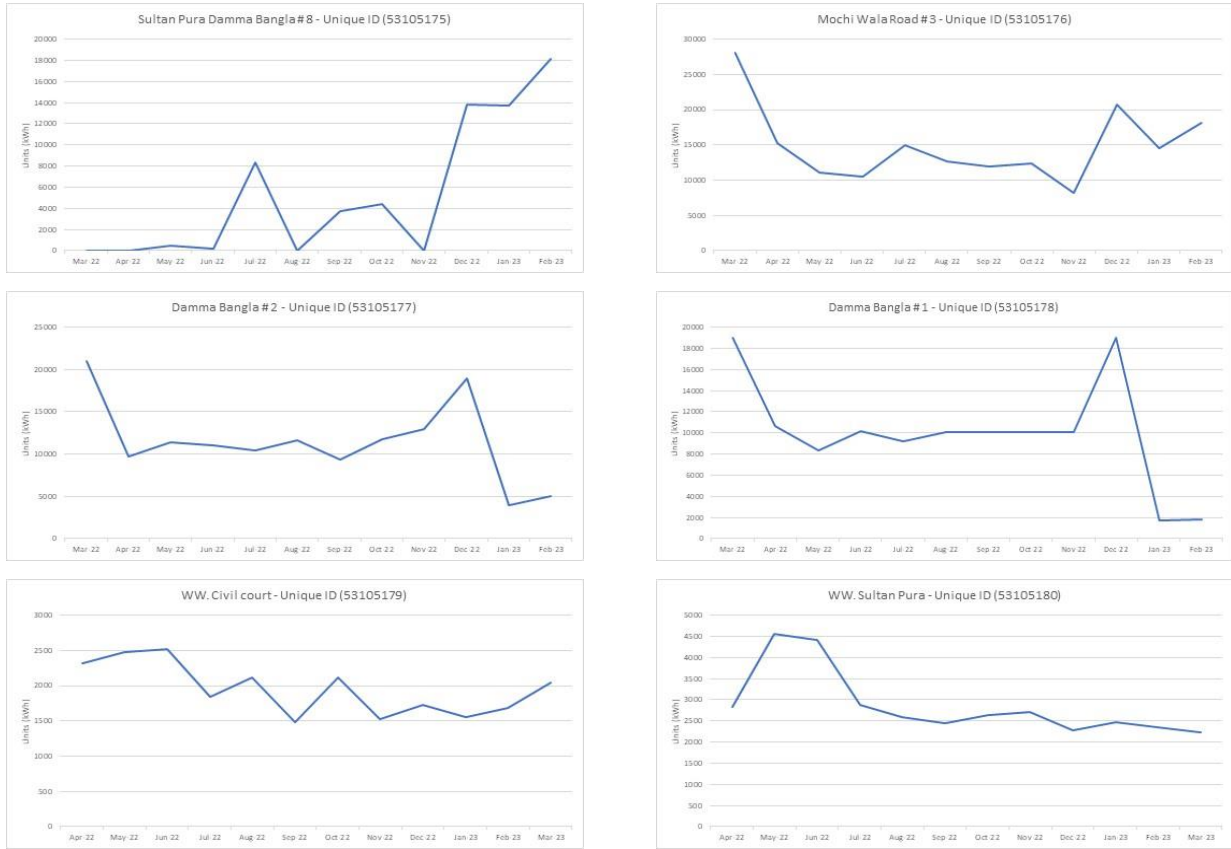 Sultan Pura Damma Bangla # 8 - Unique ID (53105175)
20000
18000
16000
14000
12000
10000
8000
6000
4000
2000
0
Units (kWh)
Mar-22 Apr-22 May-22 Jun-22 Jul-22 Aug-22 Sep-22 Oct-22 Nov-22 Dec-22 Jan-23 Feb-23
Mochi Wala Road # 3 - Unique ID (53105176)
30000
25000
20000
15000
10000
5000
0
Units (kWh)
Mar-22 Apr-22 May-22 Jun-22 Jul-22 Aug-22 Sep-22 Oct-22 Nov-22 Dec-22 Jan-23 Feb-23
Damma Bangla # 2 - Unique ID (53105177)
25000
20000
15000
10000
5000
0
Units (kWh)
Mar-22 Apr-22 May-22 Jun-22 Jul-22 Aug-22 Sep-22 Oct-22 Nov-22 Dec-22 Jan-23 Feb-23
Damma Bangla # 1 - Unique ID (53105178)
20000
18000
16000
14000
12000
10000
8000
6000
4000
2000
0
Units (kWh)
Mar-22 Apr-22 May-22 Jun-22 Jul-22 Aug-22 Sep-22 Oct-22 Nov-22 Dec-22 Jan-23 Feb-23
WW. Civil court - Unique ID (53105179)
3000
2500
2000
1500
1000
500
0
Units (kWh)
Apr-22 May-22 Jun-22 Jul-22 Aug-22 Sep-22 Oct-22 Nov-22 Dec-22 Jan-23 Feb-23 Mar-23
WW. Sultan Pura - Unique ID (53105180)
5000
4500
4000
3500
3000
2500
2000
1500
1000
500
0
Units (kWh)
Apr-22 May-22 Jun-22 Jul-22 Aug-22 Sep-22 Oct-22 Nov-22 Dec-22 Jan-23 Feb-23 Mar-23